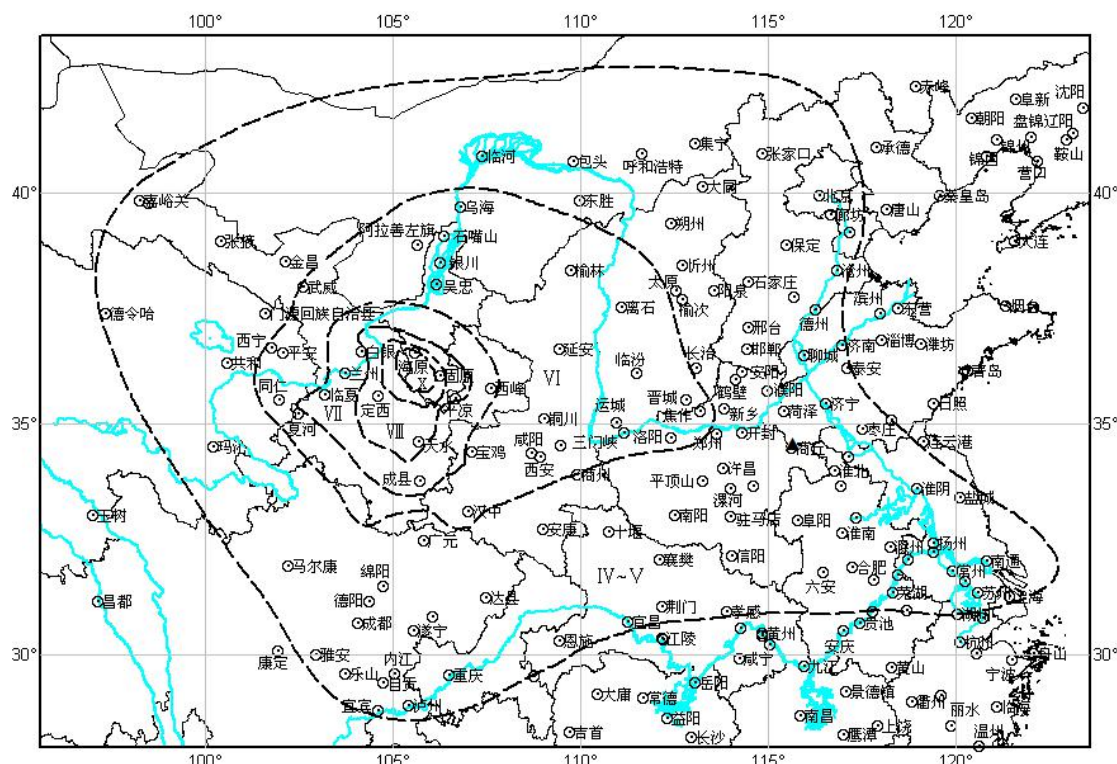 100° 105° 110° 115° 120°
赤峰
阜新
沈阳
朝阳
盘锦 辽阳
锦州
鞍山
营口
承德
集宁
张家口
呼和浩特
包头
临河
大同
40° 40°
嘉峪关
东胜
北京
秦皇岛
乌海
廊坊
唐山
朔州
阿拉善左旗
石嘴山
张掖
保定
大连
金昌
银川
榆林
忻州
沧州
武威
吴忠
太原
阳泉
石家庄
德令哈
门源回族自治县
离石
榆次
德州
滨州
东营
烟台
西宁
平安
白银
海原
延安
邢台
邯郸
聊城
济南
淄博
潍坊
共和
兰州
固原
X
西峰
VI
临汾
长治
安阳
泰安
青岛
同仁
临夏
VII
定西
平凉
晋城
鹤壁
濮阳
日照
夏河
铜川
运城
焦作
新乡
菏泽
济宁
35° 35°
玛沁
VIII
天水
宝鸡
咸阳
西安
三门峡
洛阳
郑州
开封
商丘
枣庄
连云港
成县
商州
许昌
淮北
平顶山
漯河
淮阴
盐城
玉树
汉中
广元
安康
十堰
南阳
驻马店
阜阳
淮南
滁州
扬州
马尔康
绵阳
襄樊
信阳
IV~V
六安
合肥
常州
南通
昌都
德阳
达县
荆门
孝感
芜湖
苏州
上海
湖州
成都
遂宁
宜昌
江陵
黄州
安庆
贵池
杭州
30° 30°
康定
雅安
恩施
咸宁
九江
黄山
宁波
舟山
乐山
内江
自贡
重庆
大庸
常德
岳阳
景德镇
衢州
临海
宜宾
泸州
益阳
南昌
上饶
丽水
吉首
长沙
鹰潭
温州
100° 105° 110° 115° 120°